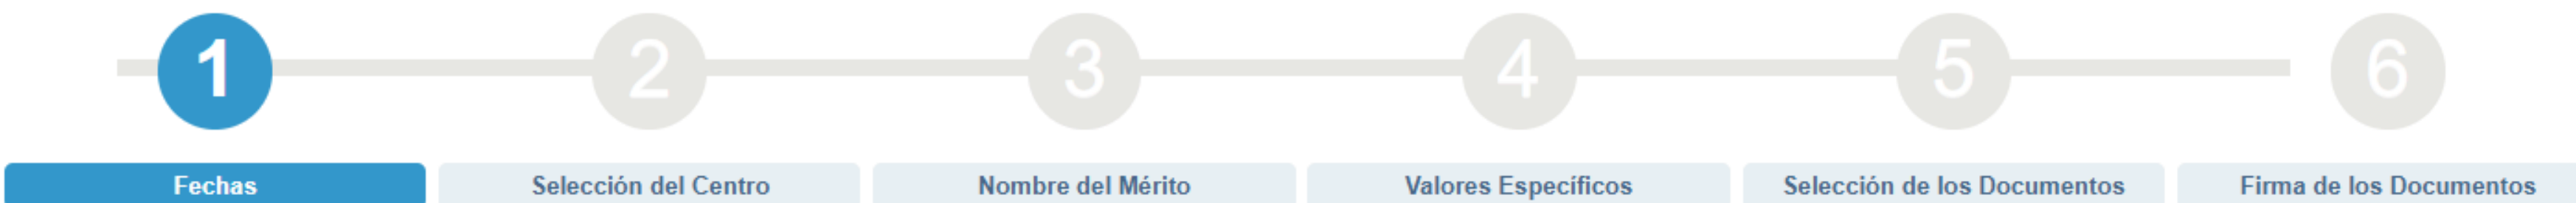 1 2 3 4 5 6
Fechas Selección del Centro Nombre del Mérito Valores Específicos Selección de los Documentos Firma de los Documentos